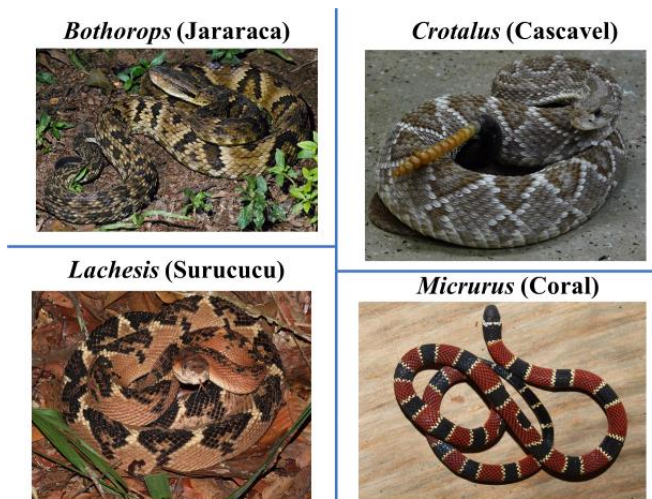 Bothorops (Jararaca)
Crotalus (Cascavel)
Lachesis (Surucucu)
Micrurus (Coral)